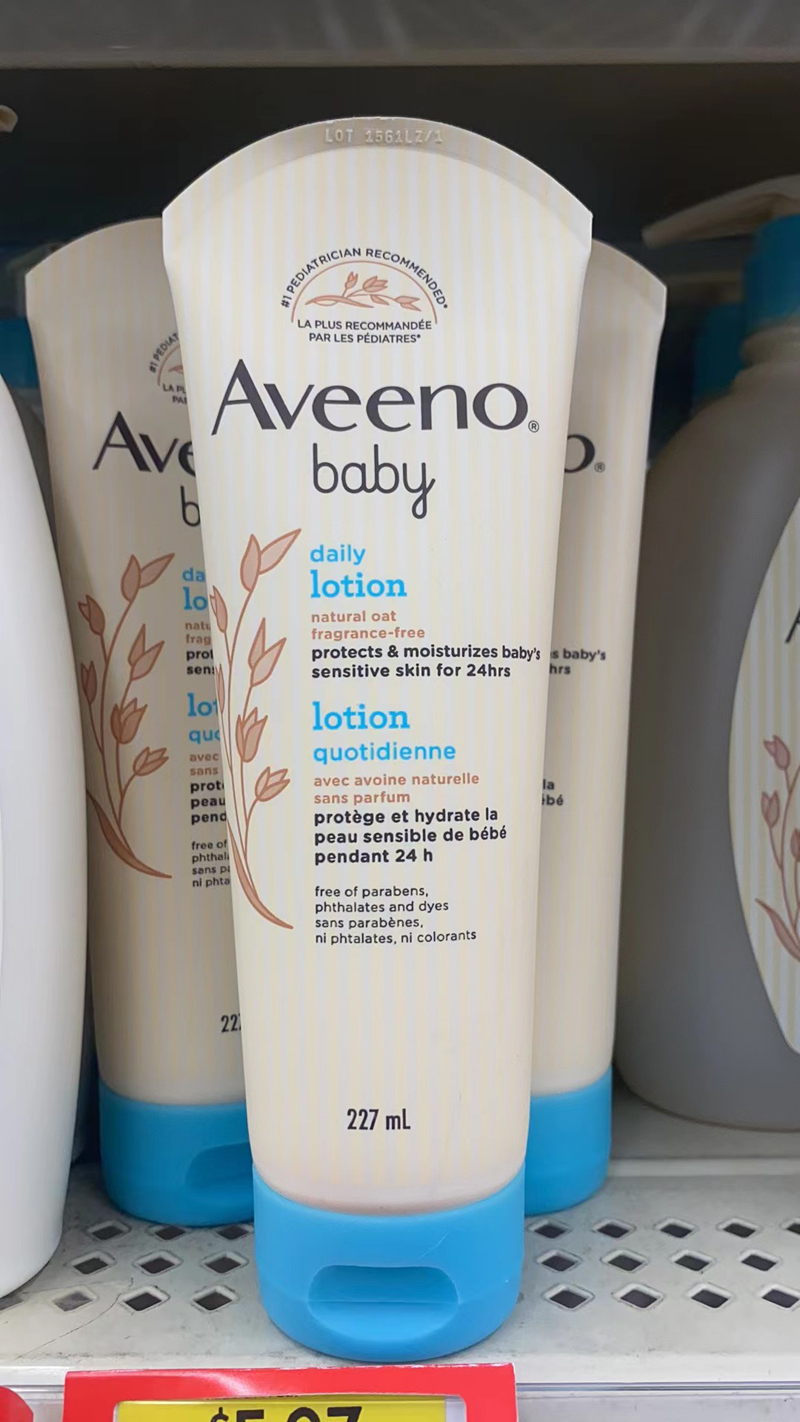 LOT 1561LZ/1
#1 PEDIATRICIAN RECOMMENDED*
LA PLUS RECOMMANDÉE
PAR LES PÉDIATRES*
Aveeno®
baby
daily
lotion
natural oat
fragrance-free
protects & moisturizes baby's
sensitive skin for 24hrs
lotion
quotidienne
avec avoine naturelle
sans parfum
protège et hydrate la
peau sensible de bébé
pendant 24 h
free of parabens,
phthalates and dyes
sans parabènes,
ni phtalates, ni colorants
227 mL